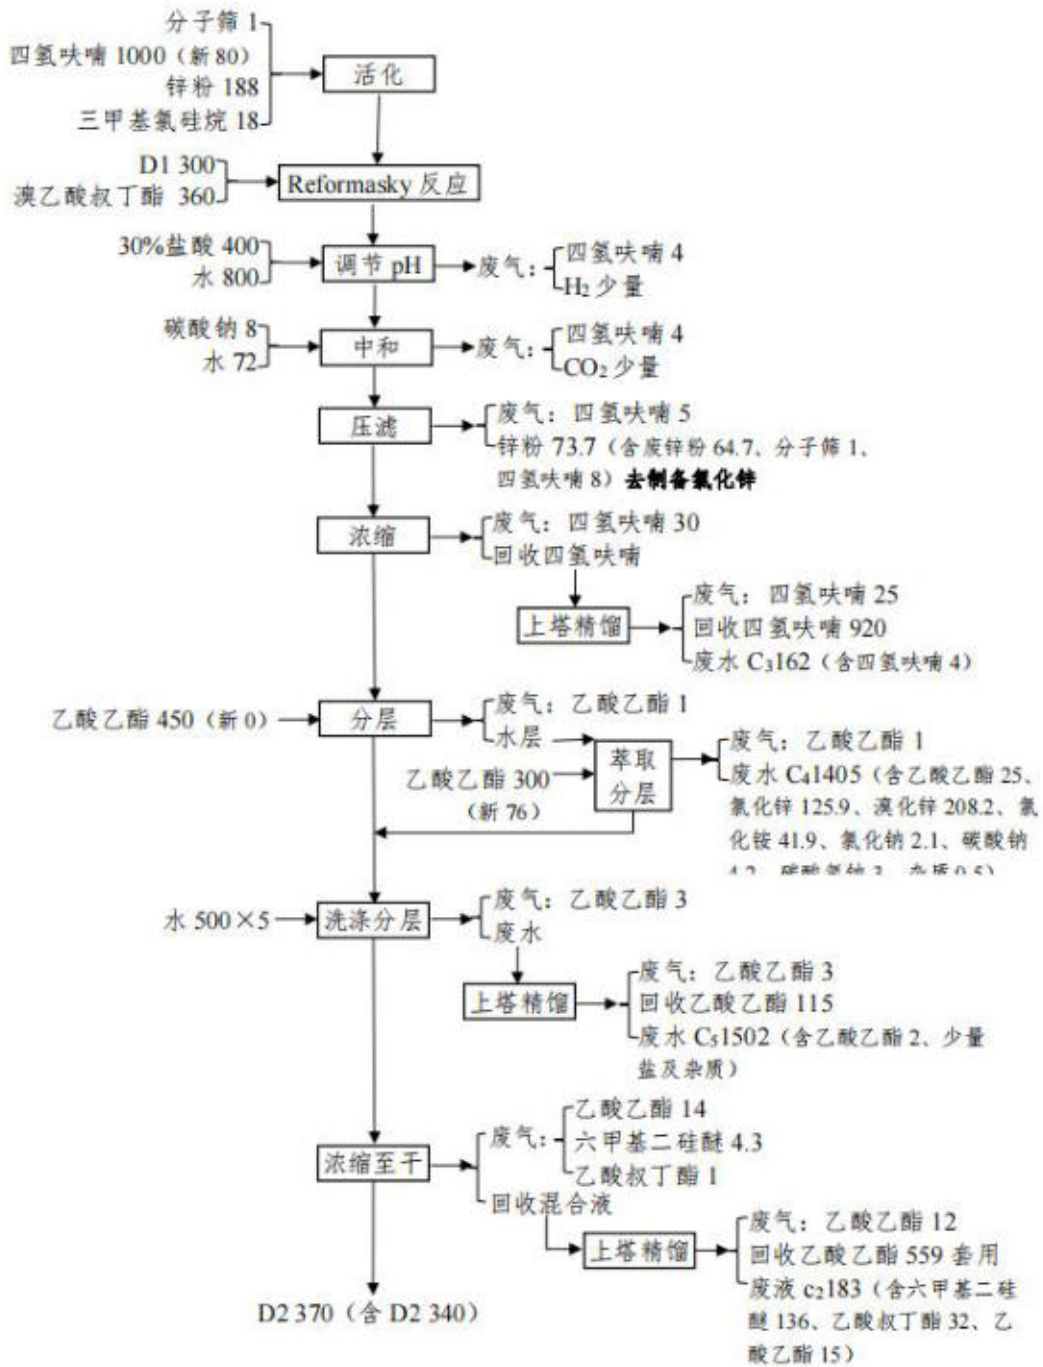 分子筛 1
四氢呋喃 1000（新 80）
锌粉 188
三甲基氯硅烷 18
活化
D1 300
溴乙酸叔丁酯 360
Reformasky 反应
30%盐酸 400
水 800
调节 pH
废气：
四氢呋喃 4
H₂ 少量
碳酸钠 8
水 72
中和
废气：
四氢呋喃 4
CO₂ 少量
压滤
废气：四氢呋喃 5
锌粉 73.7（含废锌粉 64.7、分子筛 1、
四氢呋喃 8）去制备氯化锌
浓缩
废气：四氢呋喃 30
回收四氢呋喃
上塔精馏
废气：四氢呋喃 25
回收四氢呋喃 920
废水 C₃162（含四氢呋喃 4）
乙酸乙酯 450（新 0）
分层
废气：乙酸乙酯 1
水层
乙酸乙酯 300
（新 76）
萃取
分层
废气：乙酸乙酯 1
废水 C₄1405（含乙酸乙酯 25、
氯化锌 125.9、溴化锌 208.2、氯
化铵 41.9、氯化钠 2.1、碳酸钠
4.2、碳酸氢钠 3、杂质 0.5）
水 500×5
洗涤分层
废气：乙酸乙酯 3
废水
上塔精馏
废气：乙酸乙酯 3
回收乙酸乙酯 115
废水 C₅1502（含乙酸乙酯 2、少量
盐及杂质）
浓缩至干
废气：
乙酸乙酯 14
六甲基二硅醚 4.3
乙酸叔丁酯 1
回收混合液
上塔精馏
废气：乙酸乙酯 12
回收乙酸乙酯 559 套用
废液 c₂183（含六甲基二硅
醚 136、乙酸叔丁酯 32、乙
酸乙酯 15）
D2 370（含 D2 340）